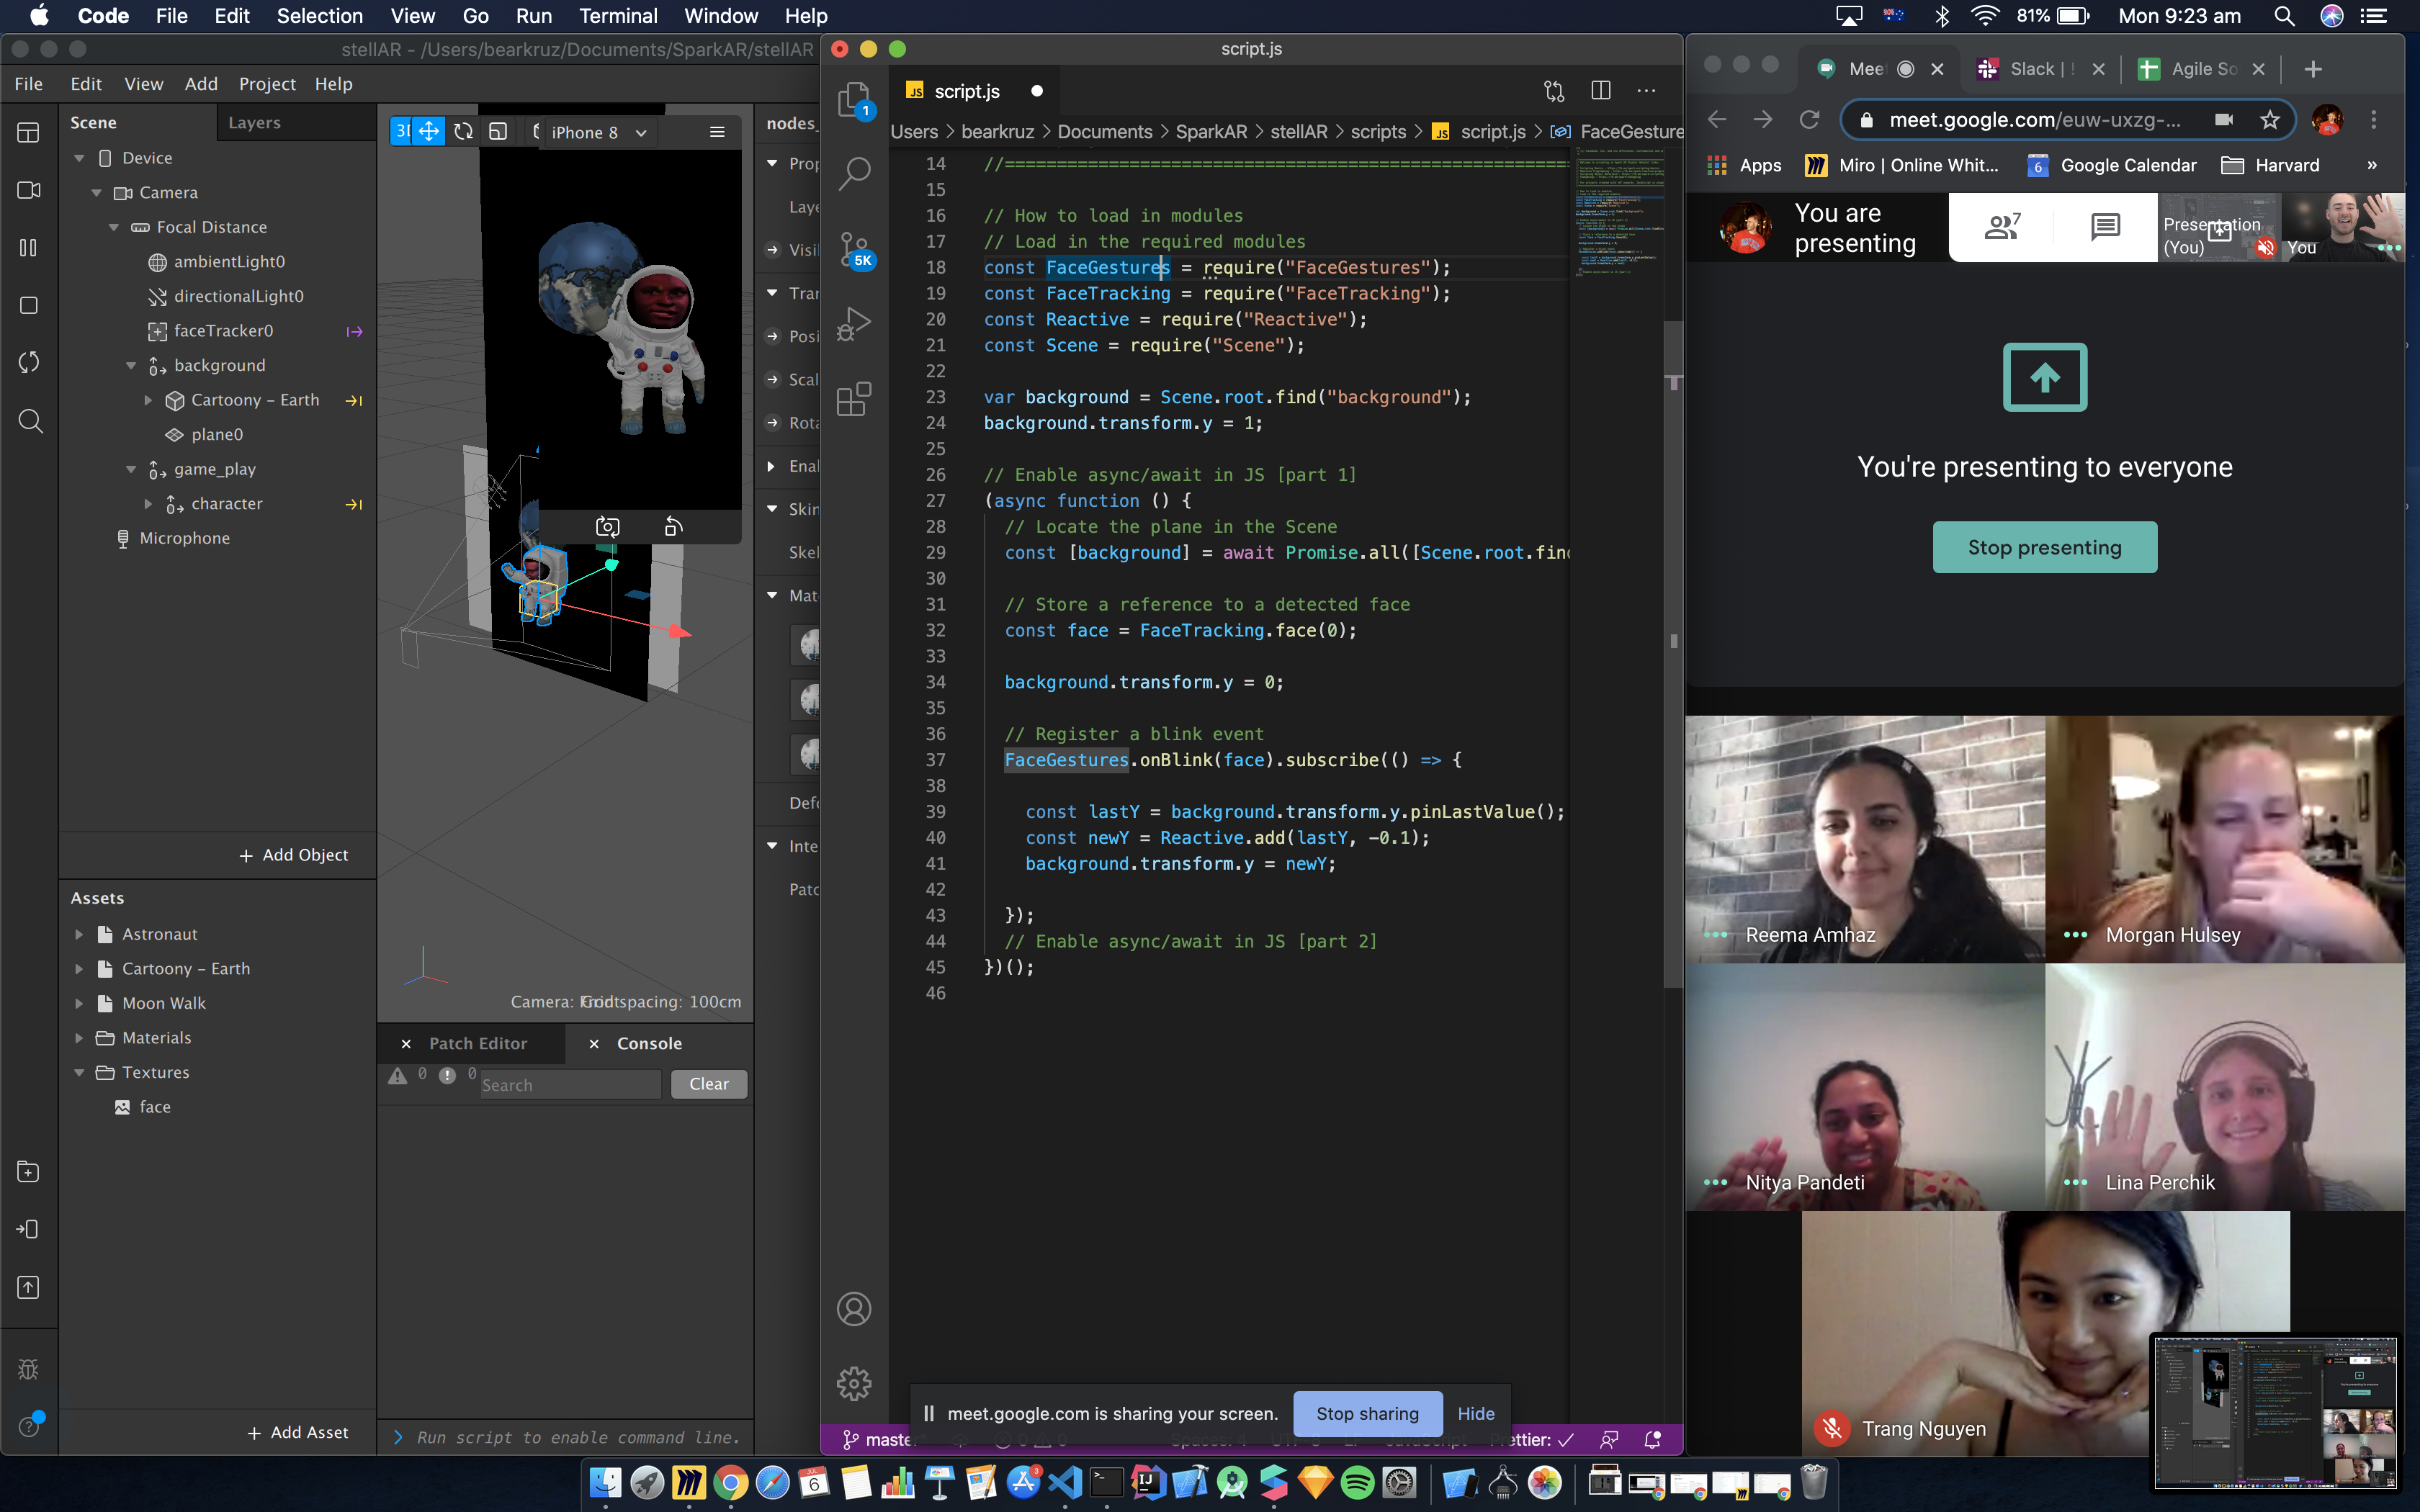 Code File Edit Selection View Go Run Terminal Window Help
81% Mon 9:23 am
stellAR - /Users/bearkruz/Documents/SparkAR/stellAR
File Edit View Add Project Help
Scene Layers
Device
Camera
Focal Distance
ambientLight0
directionalLight0
faceTracker0
background
Cartoony – Earth
plane0
game_play
character
Microphone
+ Add Object
Assets
Astronaut
Cartoony – Earth
Moon Walk
Materials
Textures
face
+ Add Asset
iPhone 8
Camera:
spacing: 100cm
Patch Editor
Console
0 0 Search Clear
Run script to enable command line.
nodes_
Prop
Laye
Visi
Tran
Posi
Scal
Rota
Enal
Skin
Skel
Mat
Defo
Inte
Patc
script.js
JS script.js
1
5K
Users > bearkruz > Documents > SparkAR > stellAR > scripts > JS script.js > FaceGesture
14 //======================================================
15
16 // How to load in modules
17 // Load in the required modules
18 const FaceGestures = require("FaceGestures");
19 const FaceTracking = require("FaceTracking");
20 const Reactive = require("Reactive");
21 const Scene = require("Scene");
22
23 var background = Scene.root.find("background");
24 background.transform.y = 1;
25
26 // Enable async/await in JS [part 1]
27 (async function () {
28 // Locate the plane in the Scene
29 const [background] = await Promise.all([Scene.root.find
30
31 // Store a reference to a detected face
32 const face = FaceTracking.face(0);
33
34 background.transform.y = 0;
35
36 // Register a blink event
37 FaceGestures.onBlink(face).subscribe(() => {
38
39 const lastY = background.transform.y.pinLastValue();
40 const newY = Reactive.add(lastY, -0.1);
41 background.transform.y = newY;
42
43 });
44 // Enable async/await in JS [part 2]
45 })();
46
meet.google.com is sharing your screen. Stop sharing Hide
master*
Prettier: ✓
Mee
Slack | !
Agile So
meet.google.com/euw-uxzg-...
Apps
Miro | Online Whit...
6 Google Calendar
Harvard
»
You are
presenting
7
Presentation
(You)
You
You're presenting to everyone
Stop presenting
Reema Amhaz
Morgan Hulsey
Nitya Pandeti
Lina Perchik
Trang Nguyen
JUL
6
3